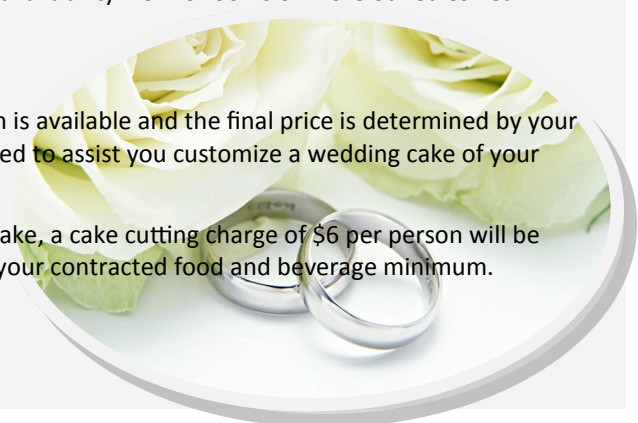 n is available and the final price is determined by your
ed to assist you customize a wedding cake of your
ake, a cake cutting charge of $6 per person will be
your contracted food and beverage minimum.